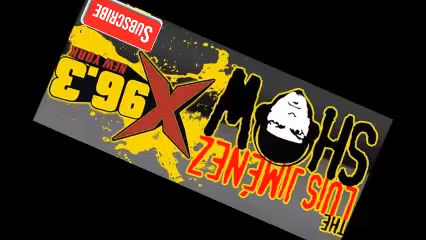 THE
LUIS JIMÉNEZ
SHOW
X 96.3
NEW YORK
SUBSCRIBE